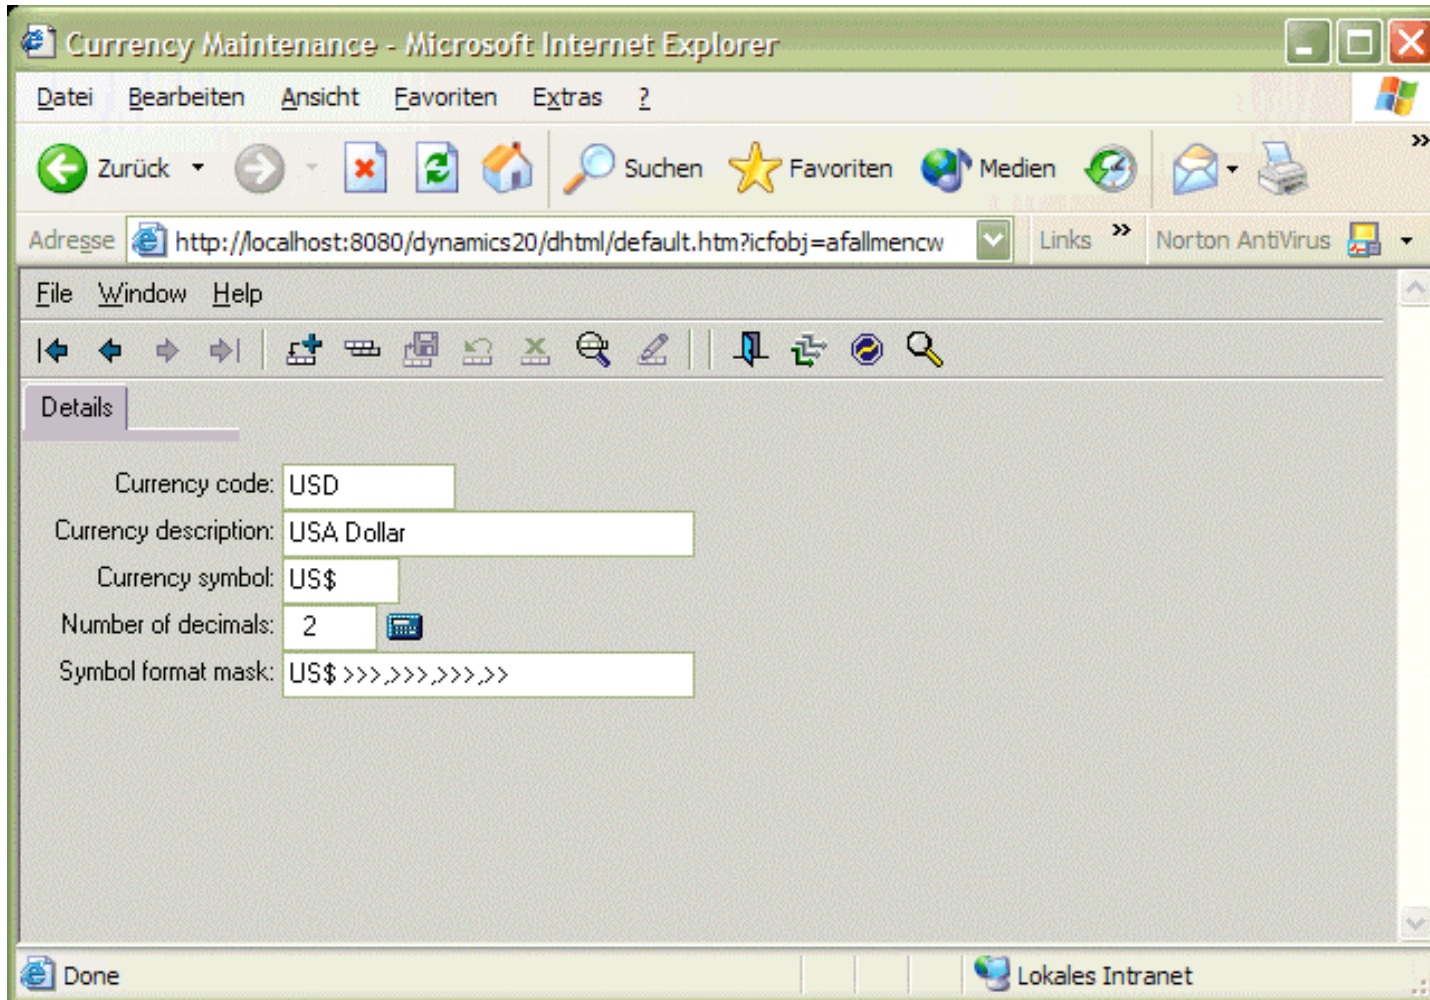 Currency Maintenance - Microsoft Internet Explorer
Datei Bearbeiten Ansicht Favoriten Extras ?
Zurück Suchen Favoriten Medien »
Adresse http://localhost:8080/dynamics20/dhtml/default.htm?icfobj=afallmencw Links » Norton AntiVirus
File Window Help
Details
Currency code: USD
Currency description: USA Dollar
Currency symbol: US$
Number of decimals: 2
Symbol format mask: US$ >>>,>>>,>>>,>>
Done Lokales Intranet